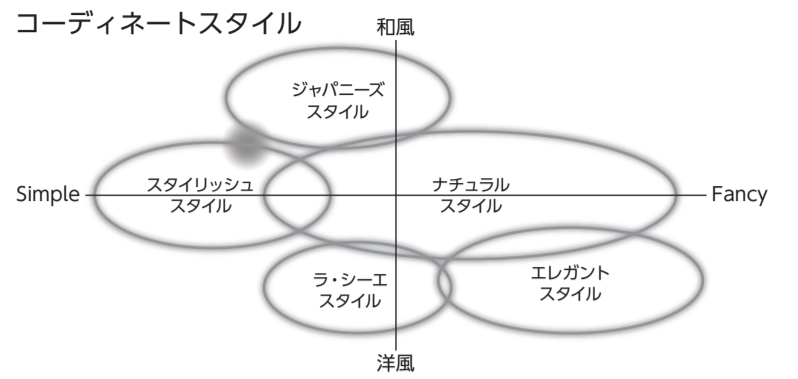 コーディネートスタイル
和風
ジャパニーズ
スタイル
Simple
スタイリッシュ
スタイル
ナチュラル
スタイル
Fancy
ラ・シーエ
スタイル
エレガント
スタイル
洋風